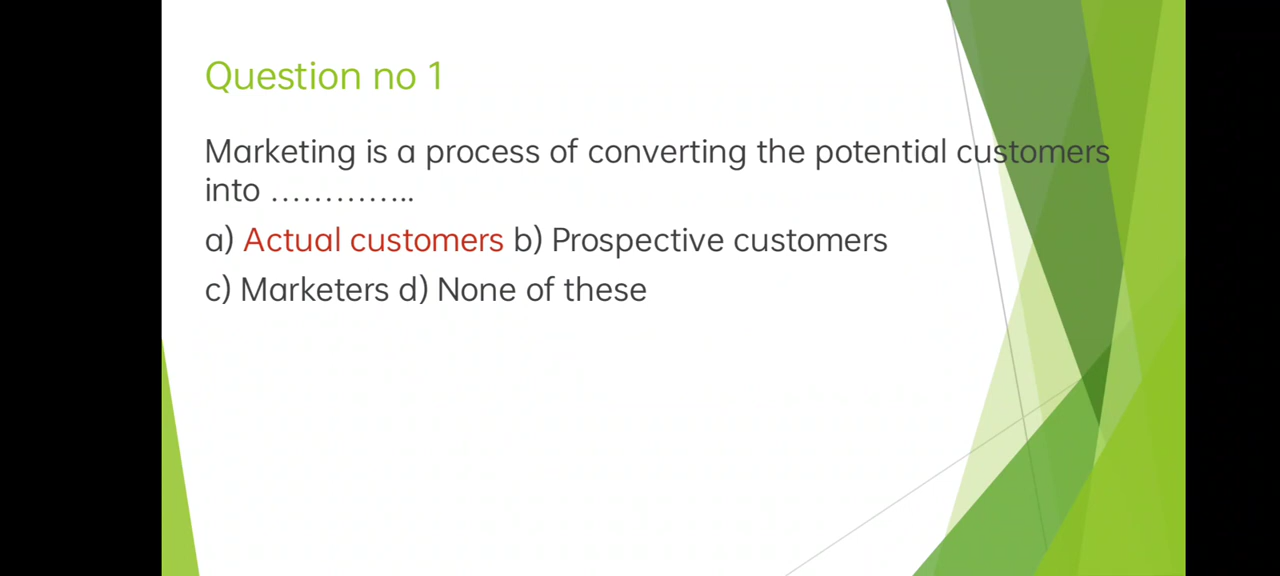 Question no 1
Marketing is a process of converting the potential customers
into …………..
a) Actual customers b) Prospective customers
c) Marketers d) None of these